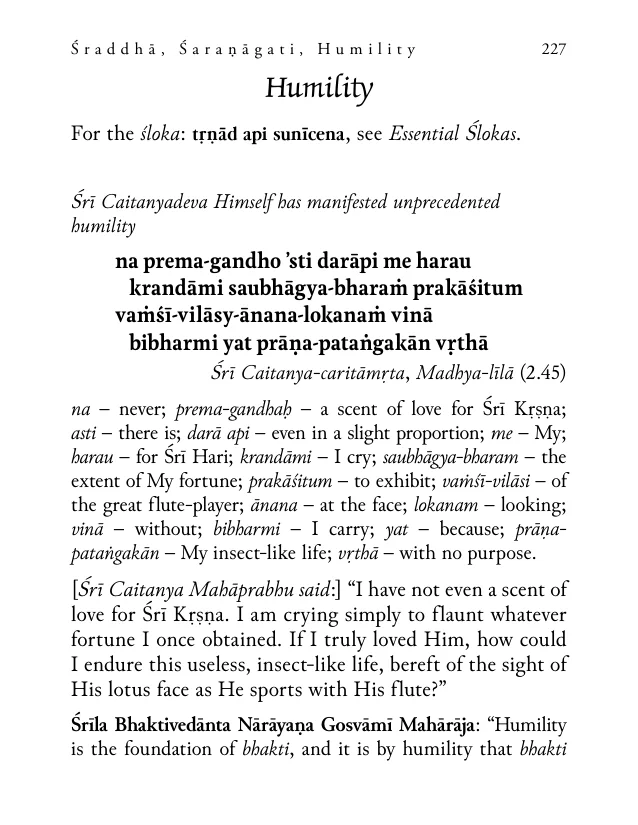 Śraddhā, Śaraṇāgati, Humility 227
Humility
For the śloka: tṛṇād api sunīcena, see Essential Ślokas.
Śrī Caitanyadeva Himself has manifested unprecedented
humility
na prema-gandho ’sti darāpi me harau
krandāmi saubhāgya-bharaṁ prakāśitum
vaṁśī-vilāsy-ānana-lokanaṁ vinā
bibharmi yat prāṇa-pataṅgakān vṛthā
Śrī Caitanya-caritāmṛta, Madhya-līlā (2.45)
na – never; prema-gandhaḥ – a scent of love for Śrī Kṛṣṇa;
asti – there is; darā api – even in a slight proportion; me – My;
harau – for Śrī Hari; krandāmi – I cry; saubhāgya-bharam – the
extent of My fortune; prakāśitum – to exhibit; vaṁśī-vilāsi – of
the great flute-player; ānana – at the face; lokanam – looking;
vinā – without; bibharmi – I carry; yat – because; prāṇa-
pataṅgakān – My insect-like life; vṛthā – with no purpose.
[Śrī Caitanya Mahāprabhu said:] “I have not even a scent of
love for Śrī Kṛṣṇa. I am crying simply to flaunt whatever
fortune I once obtained. If I truly loved Him, how could
I endure this useless, insect-like life, bereft of the sight of
His lotus face as He sports with His flute?”
Śrīla Bhaktivedānta Nārāyaṇa Gosvāmī Mahārāja: “Humility
is the foundation of bhakti, and it is by humility that bhakti